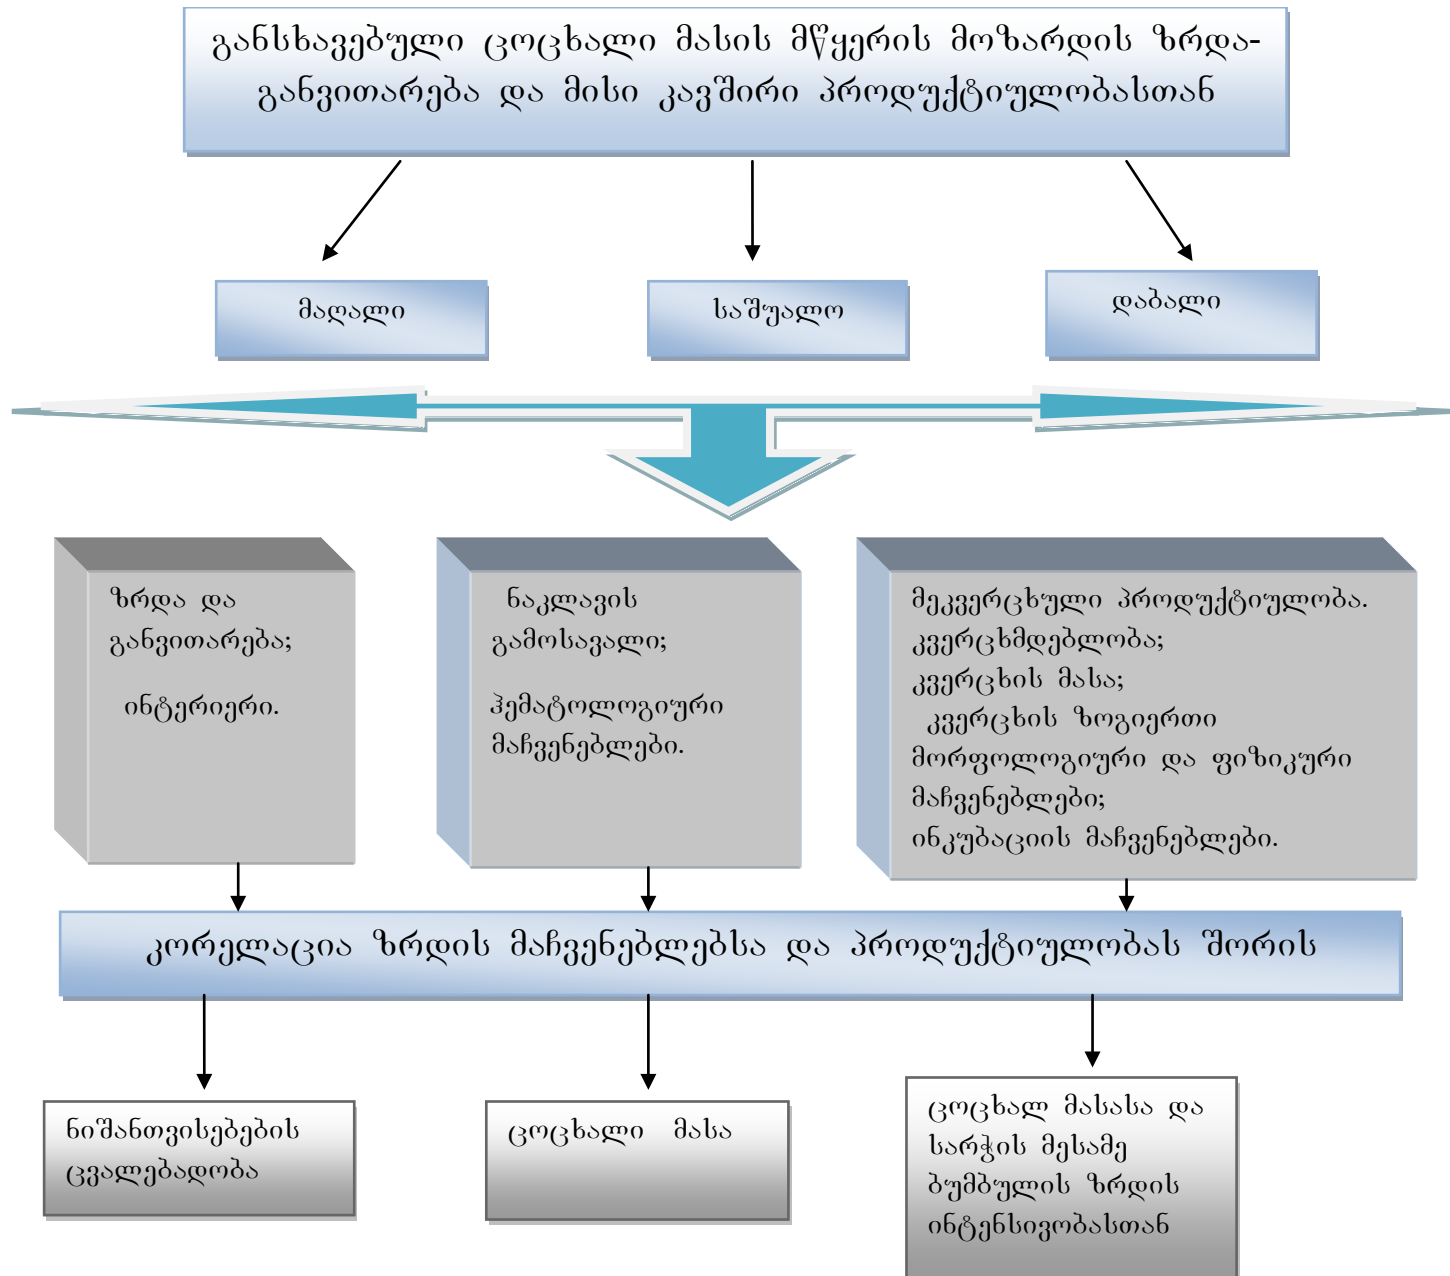 განსხავებული ცოცხალი მასის მწყერის მოზარდის ზრდა-
განვითარება და მისი კავშირი პროდუქტიულობასთან
მაღალი
საშუალო
დაბალი
ზრდა და
განვითარება;
ინტერიერი.
ნაკლავის
გამოსავალი;
ჰემატოლოგიური
მაჩვენებლები.
მეკვერცხული პროდუქტიულობა.
კვერცხმდებლობა;
კვერცხის მასა;
კვერცხის ზოგიერთი
მორფოლოგიური და ფიზიკური
მაჩვენებლები;
ინკუბაციის მაჩვენებლები.
კორელაცია ზრდის მაჩვენებლებსა და პროდუქტიულობას შორის
ნიშანთვისებების
ცვალებადობა
ცოცხალი მასა
ცოცხალ მასასა და
სარჭის მესამე
ბუმბულის ზრდის
ინტენსივობასთან